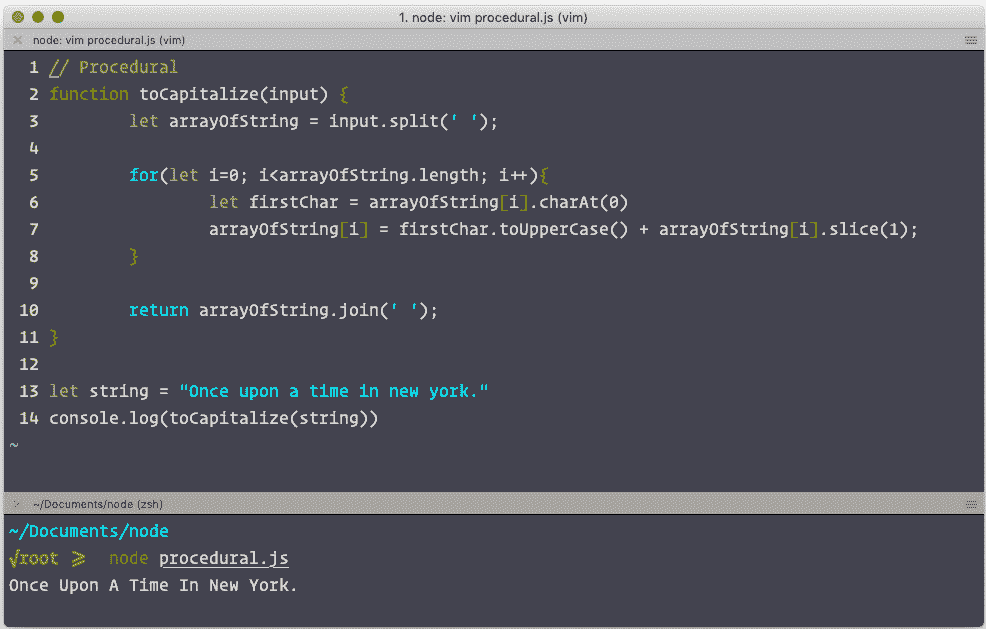 1. node: vim procedural.js (vim)
node: vim procedural.js (vim)
1 // Procedural
2 function toCapitalize(input) {
3 let arrayOfString = input.split(' ');
4
5 for(let i=0; i<arrayOfString.length; i++){
6 let firstChar = arrayOfString[i].charAt(0)
7 arrayOfString[i] = firstChar.toUpperCase() + arrayOfString[i].slice(1);
8 }
9
10 return arrayOfString.join(' ');
11 }
12
13 let string = "Once upon a time in new york."
14 console.log(toCapitalize(string))
~
~/Documents/node (zsh)
~/Documents/node
√root ⩾ node procedural.js
Once Upon A Time In New York.